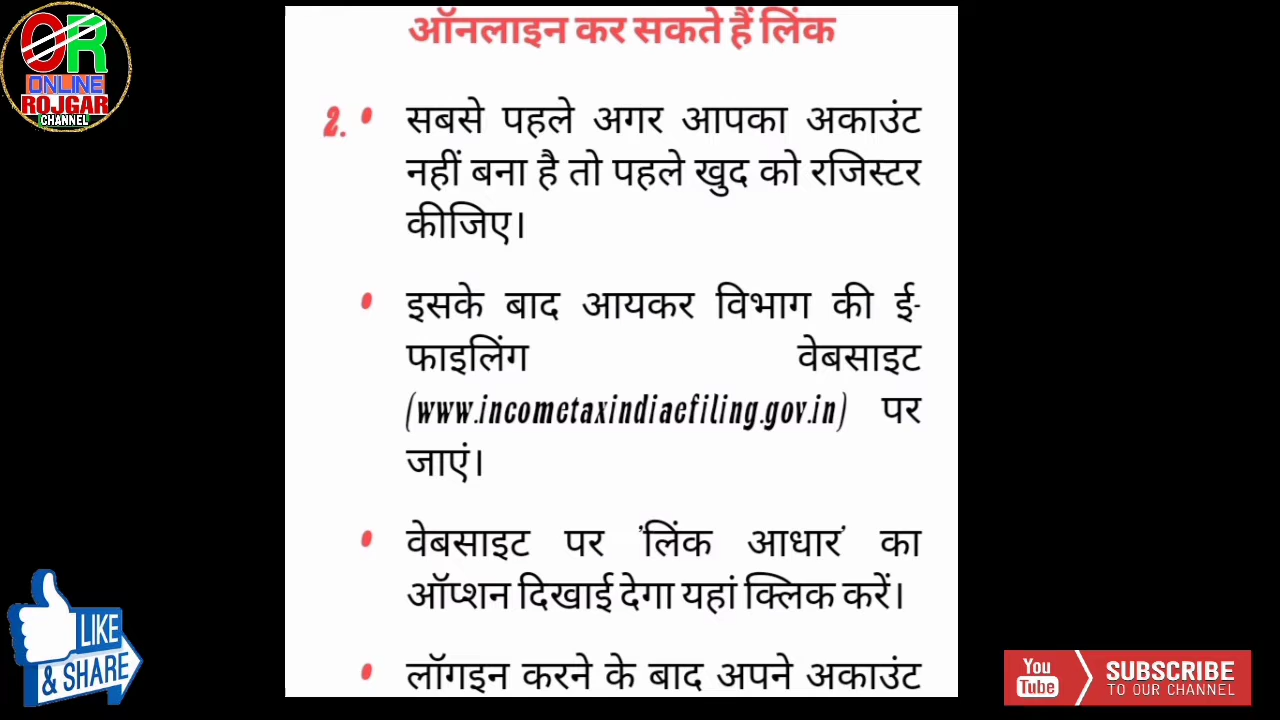 OR
ONLINE
ROJGAR
CHANNEL
ऑनलाइन कर सकते हैं लिंक
2. • सबसे पहले अगर आपका अकाउंट
नहीं बना है तो पहले खुद को रजिस्टर
कीजिए।
• इसके बाद आयकर विभाग की ई-
फाइलिंग वेबसाइट
(www.incometaxindiaefiling.gov.in) पर
जाएं।
• वेबसाइट पर 'लिंक आधार' का
ऑप्शन दिखाई देगा यहां क्लिक करें।
• लॉगइन करने के बाद अपने अकाउंट
LIKE
& SHARE
You
Tube
SUBSCRIBE
TO OUR CHANNEL